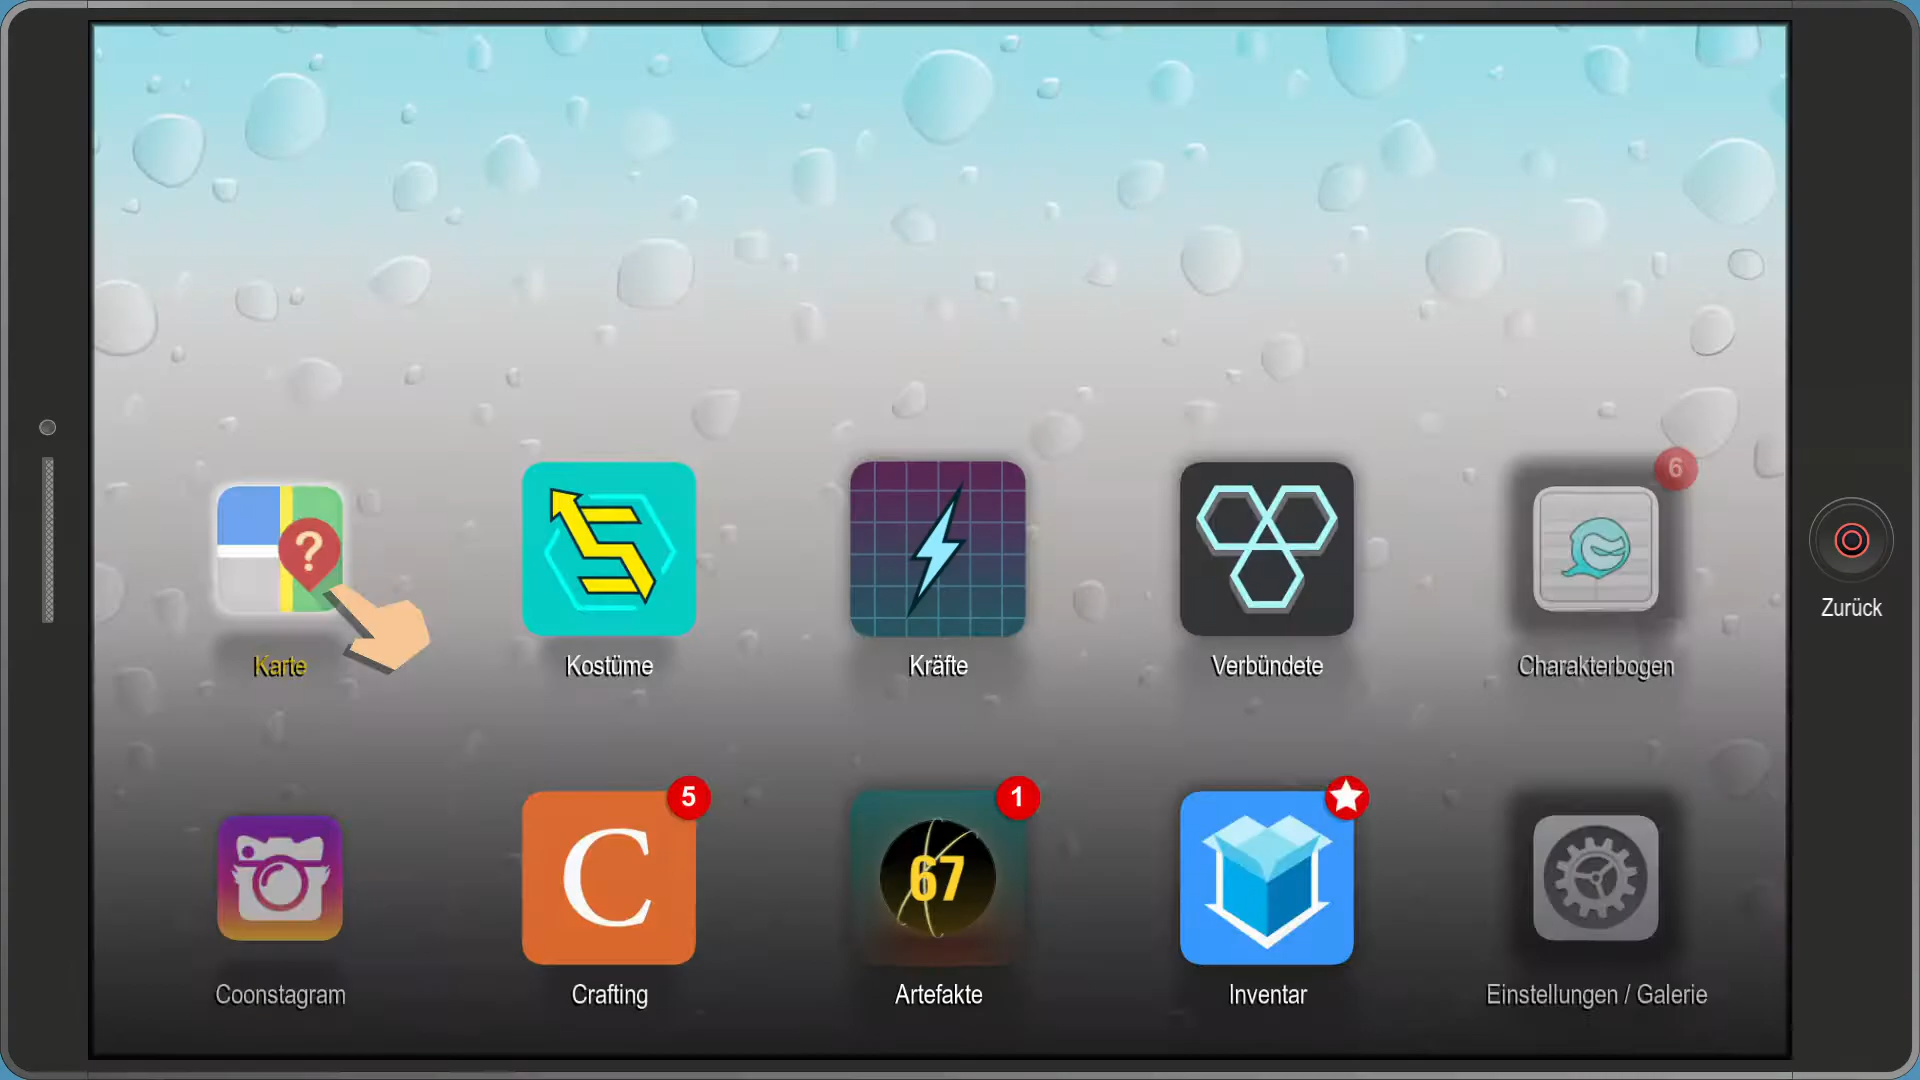 ?
6
Karte
Kostüme
Kräfte
Verbündete
Charakterbogen
Zurück
5
1
C
67
Coonstagram
Crafting
Artefakte
Inventar
Einstellungen / Galerie